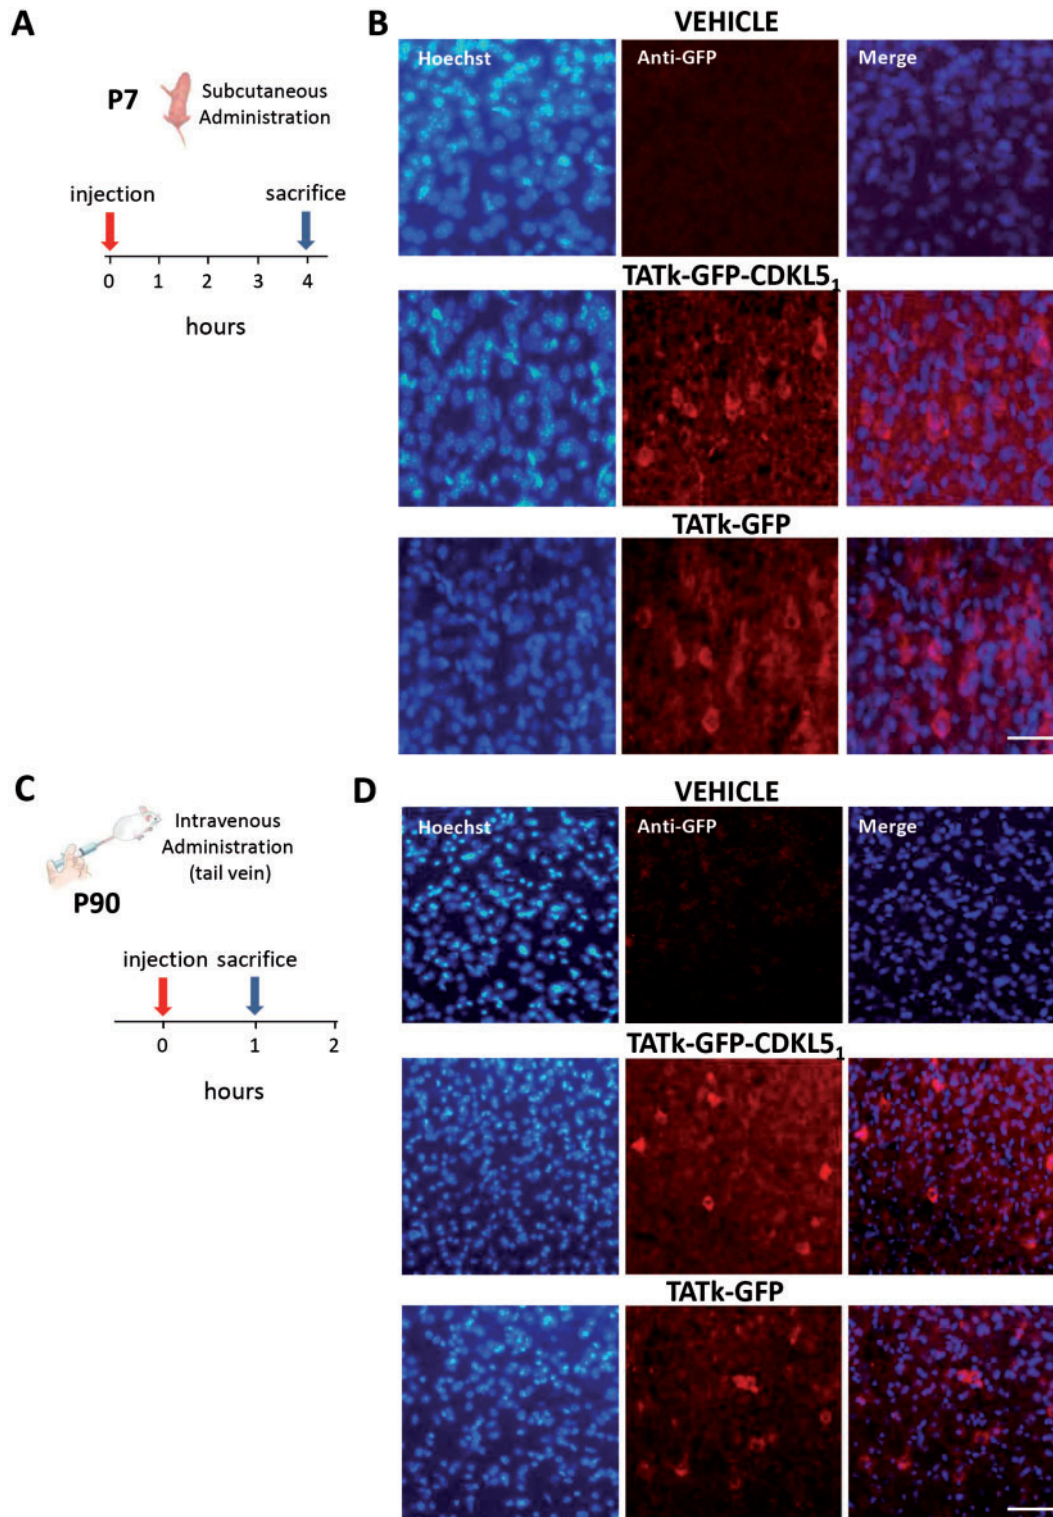 A
P7
Subcutaneous
Administration
injection
sacrifice
0 1 2 3 4
hours
B
VEHICLE
Hoechst
Anti-GFP
Merge
TATk-GFP-CDKL5₁
TATk-GFP
C
Intravenous
Administration
(tail vein)
P90
injection sacrifice
0 1 2
hours
D
VEHICLE
Hoechst
Anti-GFP
Merge
TATk-GFP-CDKL5₁
TATk-GFP